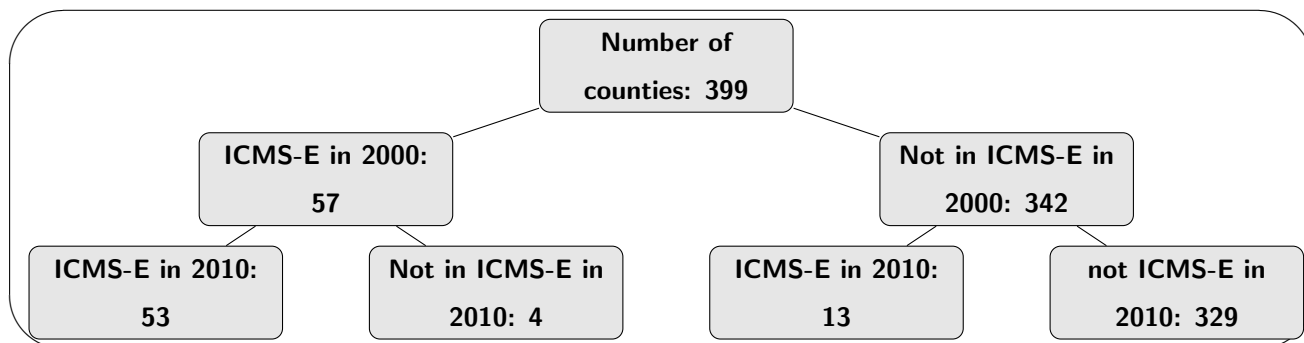 Number of
counties: 399
ICMS-E in 2000:
57
Not in ICMS-E in
2000: 342
ICMS-E in 2010:
53
Not in ICMS-E in
2010: 4
ICMS-E in 2010:
13
not ICMS-E in
2010: 329